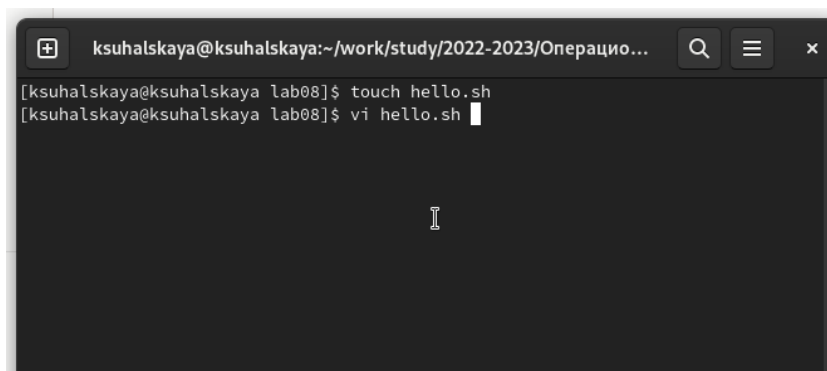 ksuhalskaya@ksuhalskaya:~/work/study/2022-2023/Операцио...
[ksuhalskaya@ksuhalskaya lab08]$ touch hello.sh
[ksuhalskaya@ksuhalskaya lab08]$ vi hello.sh